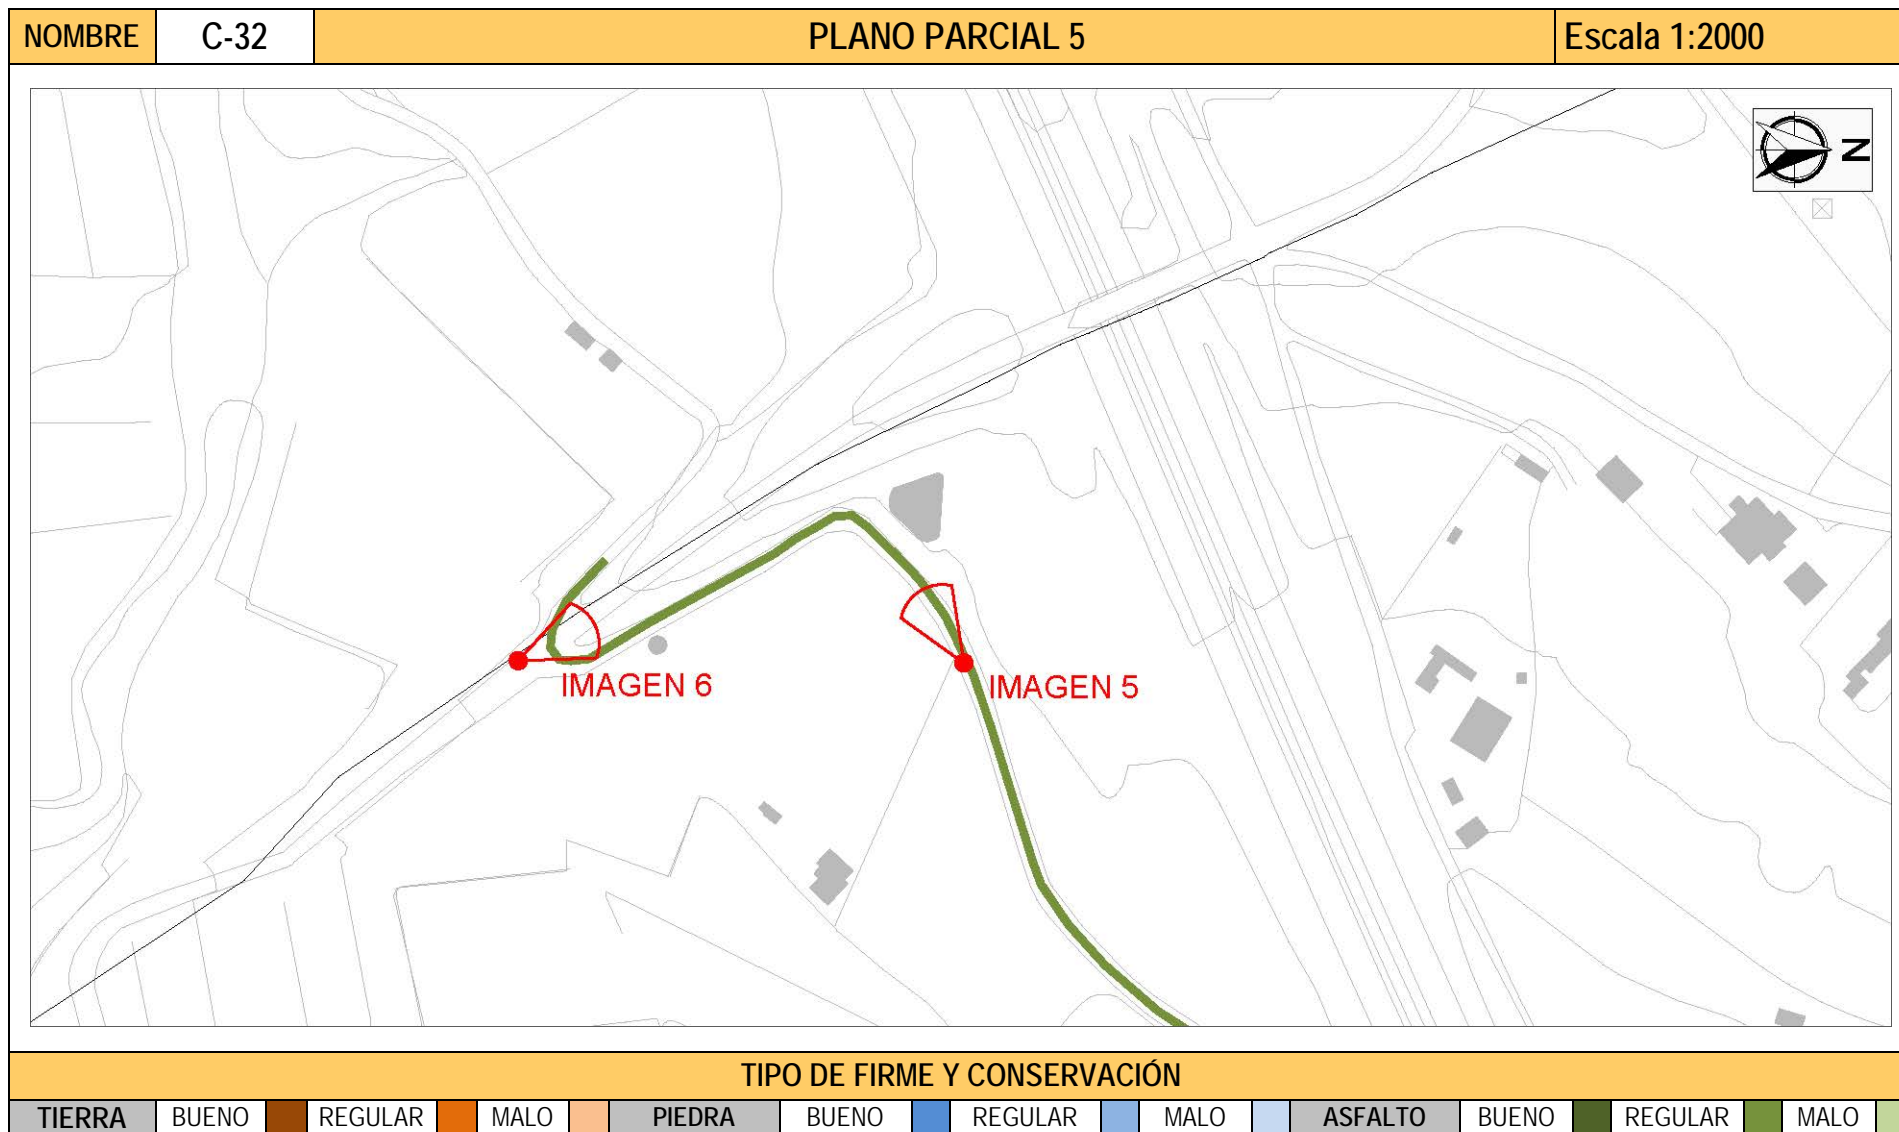 NOMBRE C-32 PLANO PARCIAL 5 Escala 1:2000
N
IMAGEN 6
IMAGEN 5
TIPO DE FIRME Y CONSERVACIÓN
TIERRA BUENO REGULAR MALO PIEDRA BUENO REGULAR MALO ASFALTO BUENO REGULAR MALO